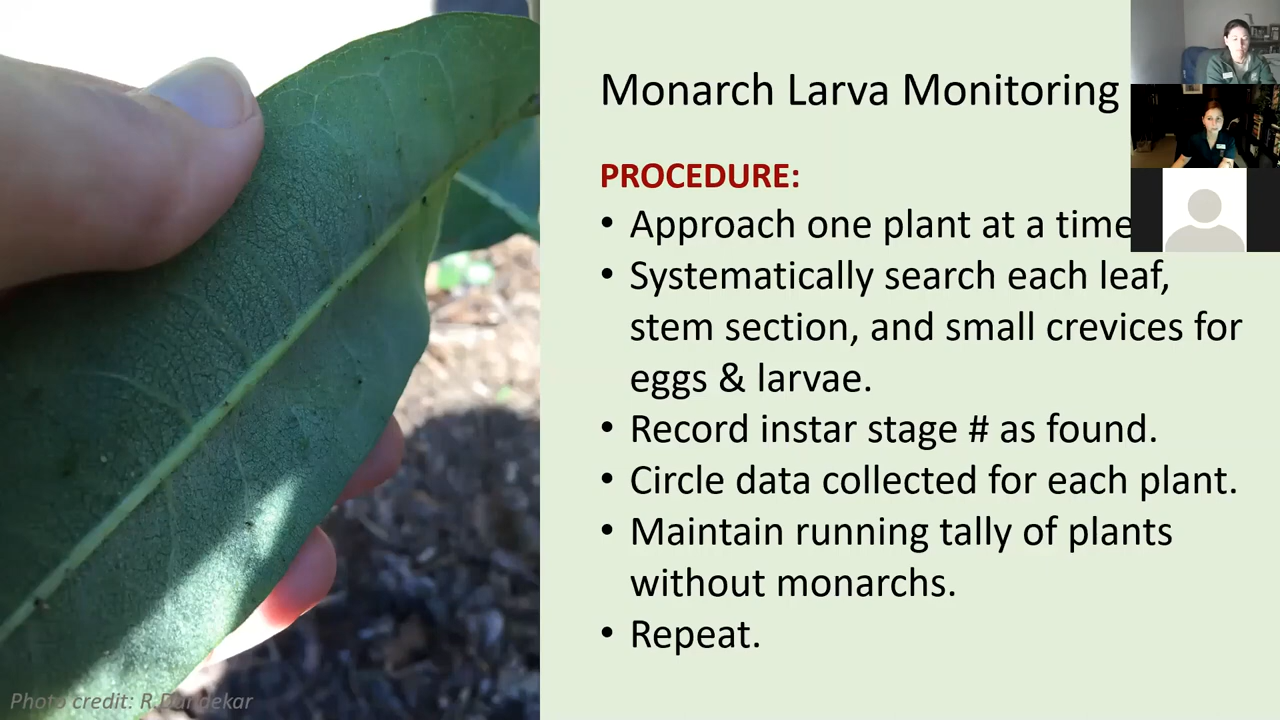 Monarch Larva Monitoring
PROCEDURE:
• Approach one plant at a time
• Systematically search each leaf,
stem section, and small crevices for
eggs & larvae.
• Record instar stage # as found.
• Circle data collected for each plant.
• Maintain running tally of plants
without monarchs.
• Repeat.
Photo credit: R.Dandekar